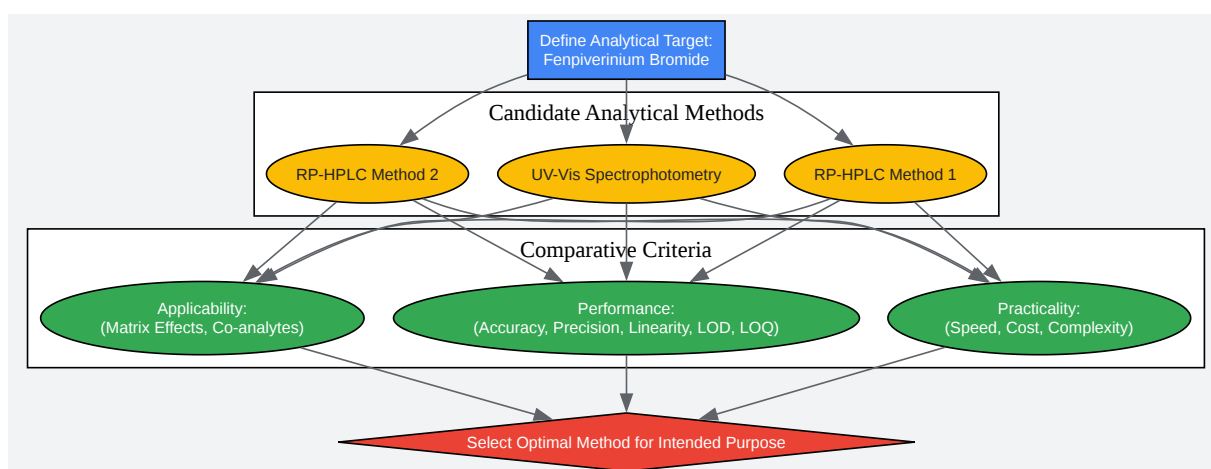 Define Analytical Target:
Fenpiverinium Bromide
Candidate Analytical Methods
RP-HPLC Method 2
UV-Vis Spectrophotometry
RP-HPLC Method 1
Comparative Criteria
Applicability:
(Matrix Effects, Co-analytes)
Performance:
(Accuracy, Precision, Linearity, LOD, LOQ)
Practicality:
(Speed, Cost, Complexity)
Select Optimal Method for Intended Purpose